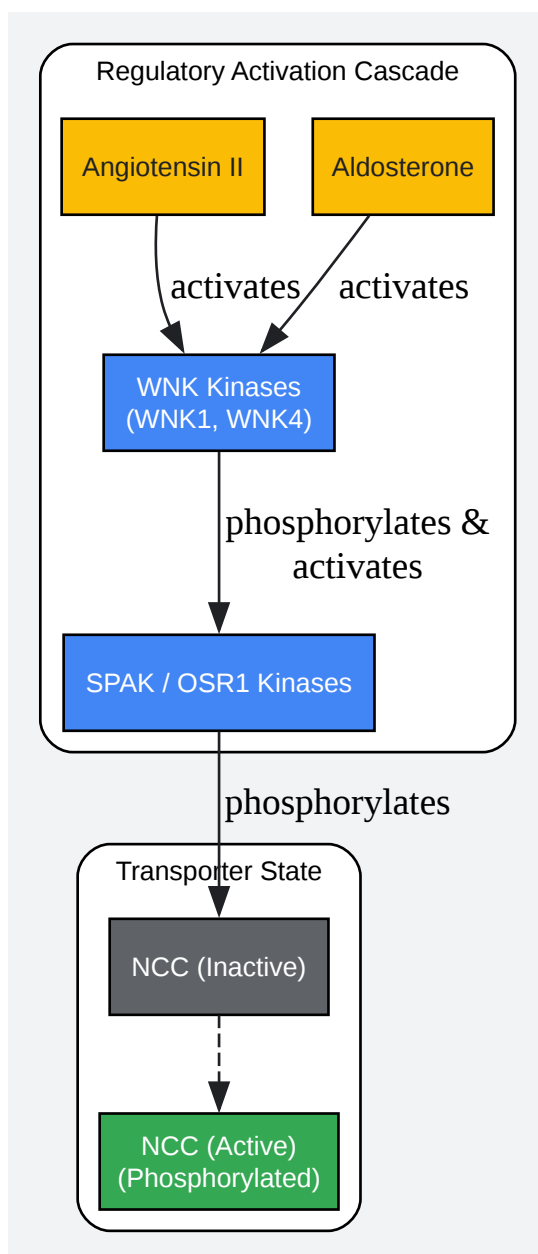 Regulatory Activation Cascade
Angiotensin II
Aldosterone
activates
activates
WNK Kinases
(WNK1, WNK4)
phosphorylates &
activates
SPAK / OSR1 Kinases
phosphorylates
Transporter State
NCC (Inactive)
NCC (Active)
(Phosphorylated)